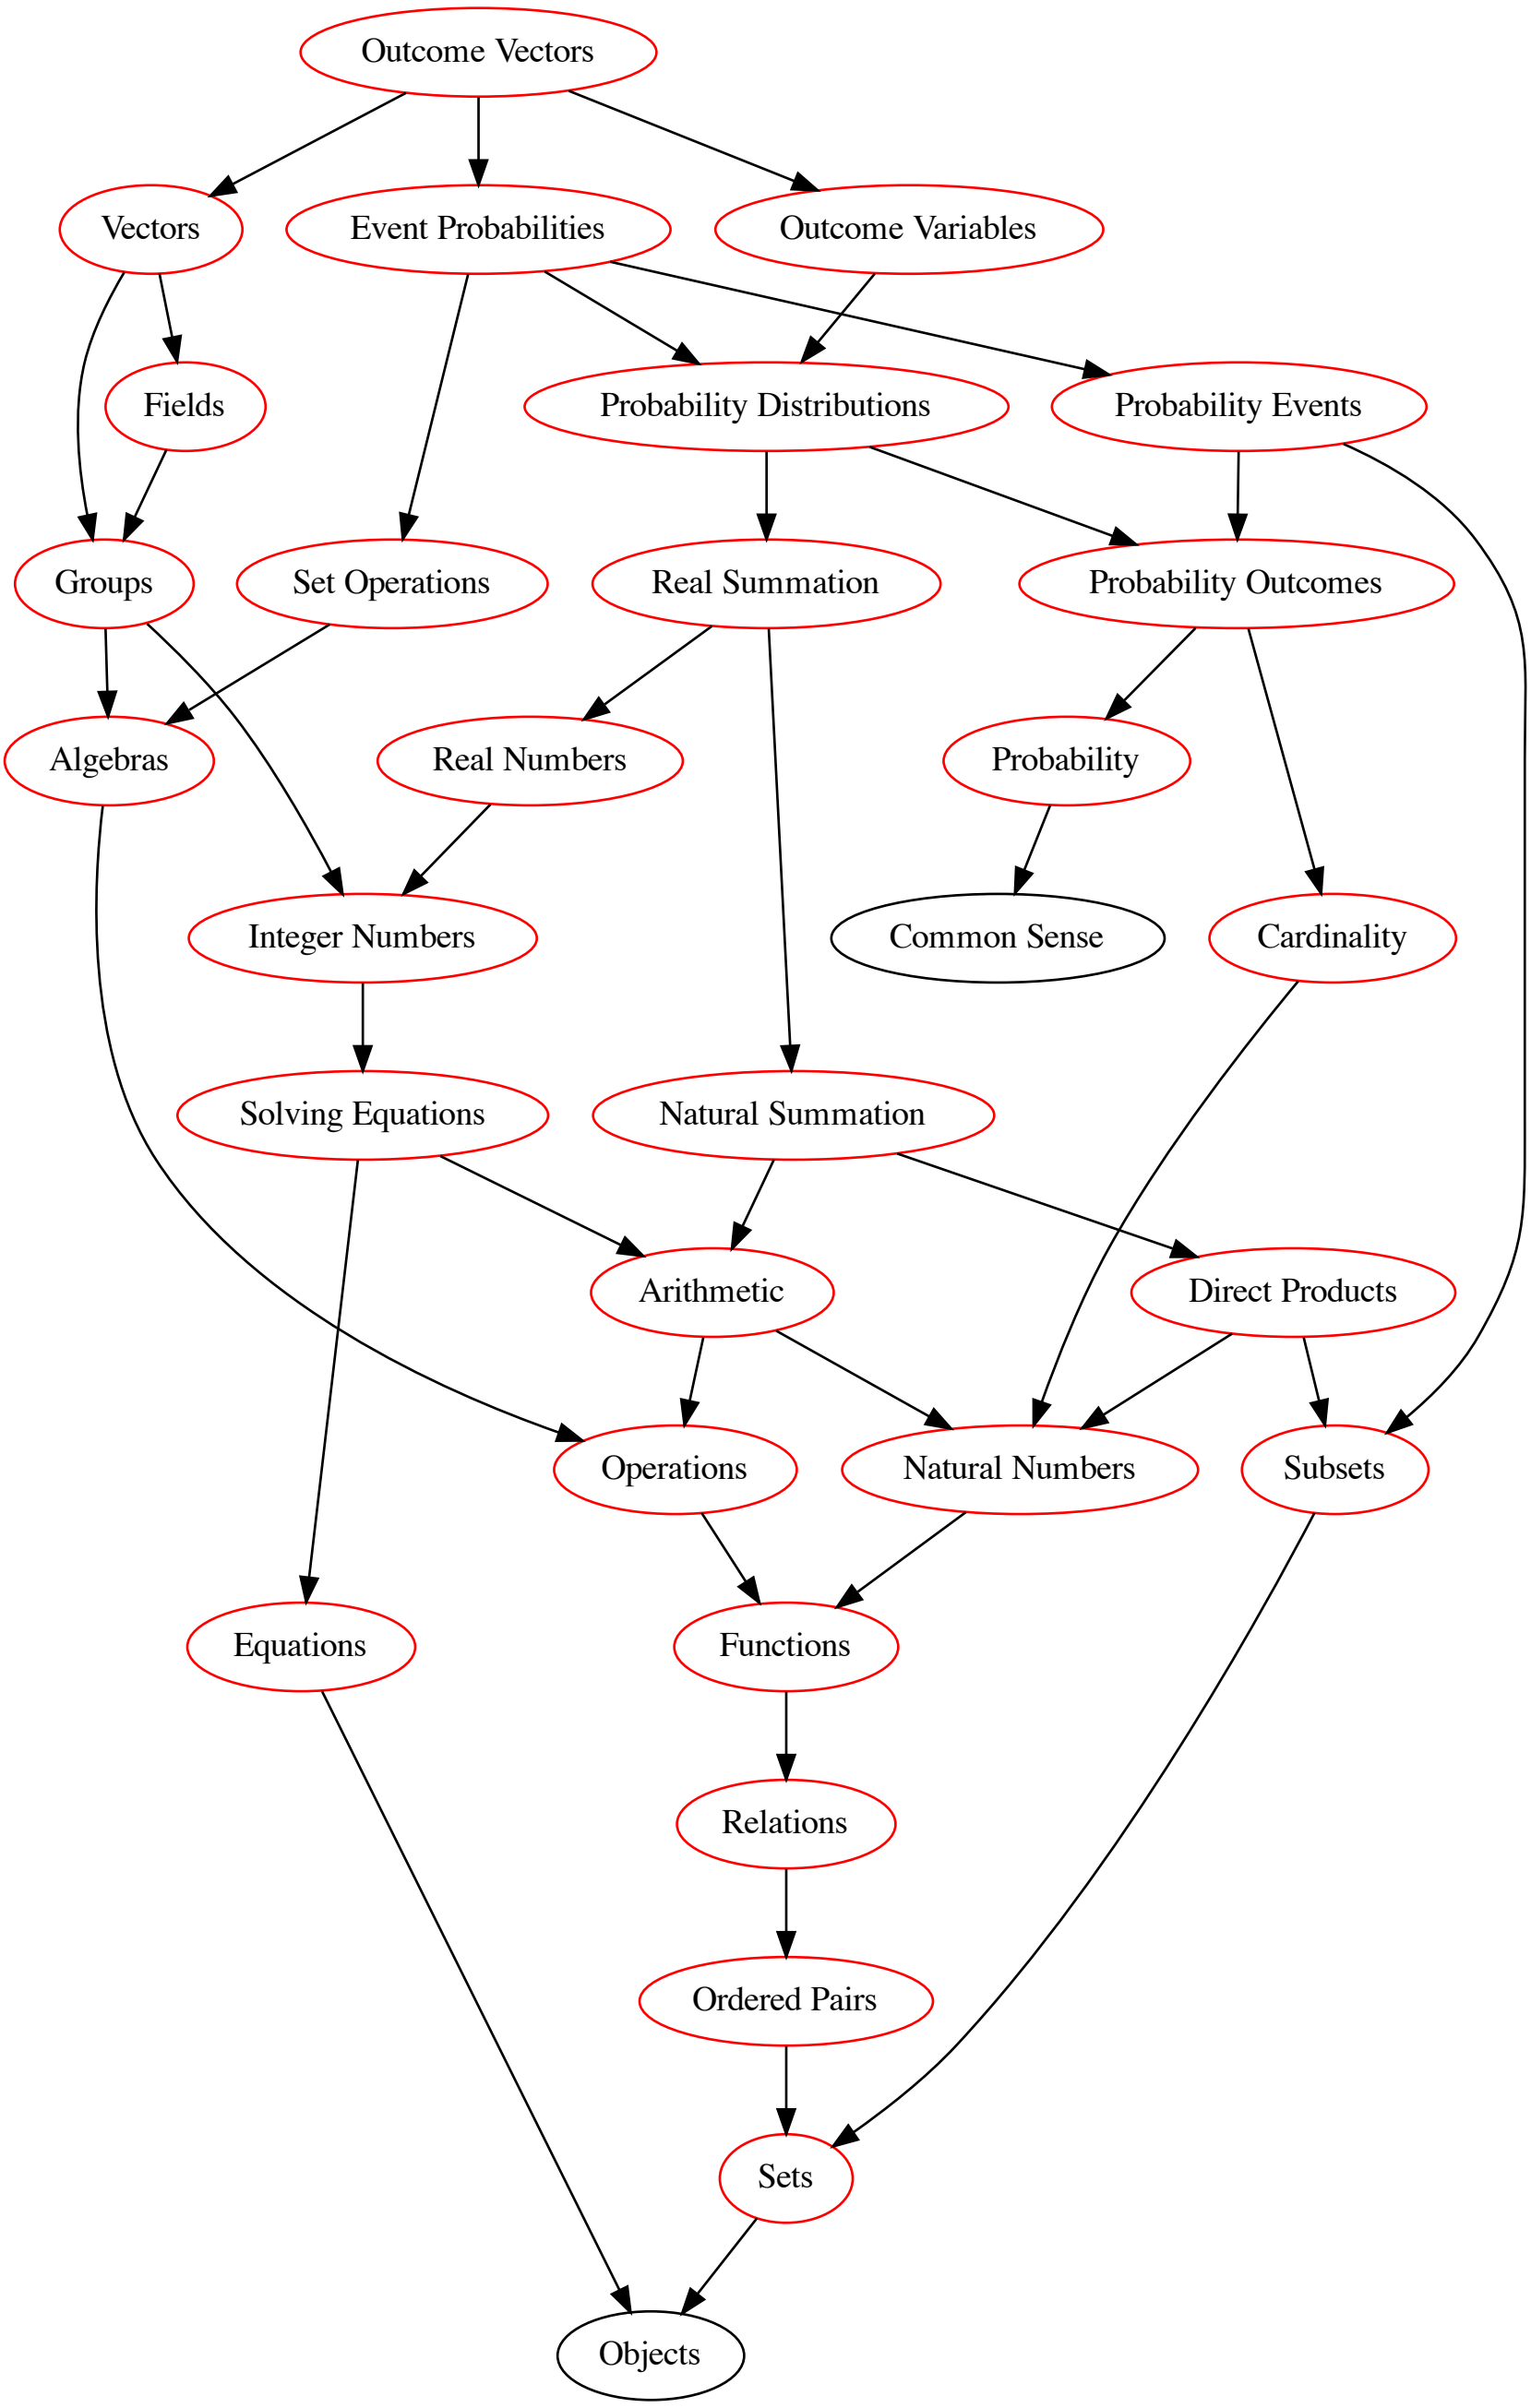 Outcome Vectors
Vectors
Event Probabilities
Outcome Variables
Fields
Probability Distributions
Probability Events
Groups
Set Operations
Real Summation
Probability Outcomes
Algebras
Real Numbers
Probability
Integer Numbers
Common Sense
Cardinality
Solving Equations
Natural Summation
Arithmetic
Direct Products
Operations
Natural Numbers
Subsets
Equations
Functions
Relations
Ordered Pairs
Sets
Objects